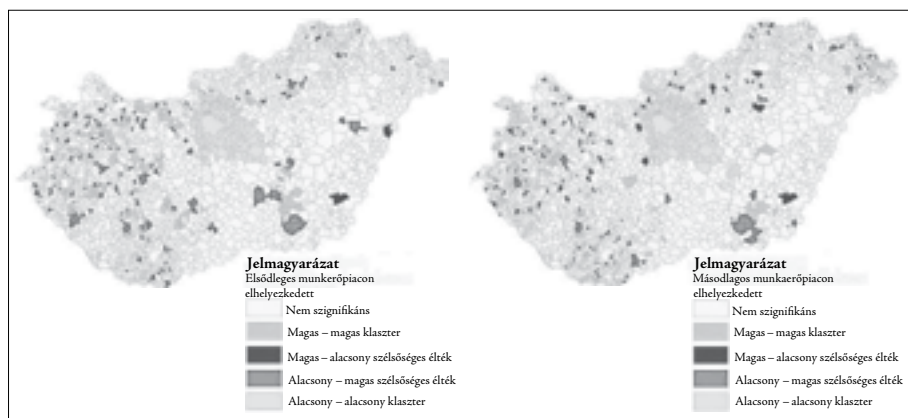 Jelmagyarázat
Elsődleges munkerőpiacon
elhelyezkedett
Nem szignifikáns
Magas – magas klaszter
Magas – alacsony szélsőséges élték
Alacsony – magas szélsőséges élték
Alacsony – alacsony klaszter
Jelmagyarázat
Másodlagos munkaerőpiacon
elhelyezkedett
Nem szignifikáns
Magas – magas klaszter
Magas – alacsony szélsőséges élték
Alacsony – magas szélsőséges élték
Alacsony – alacsony klaszter